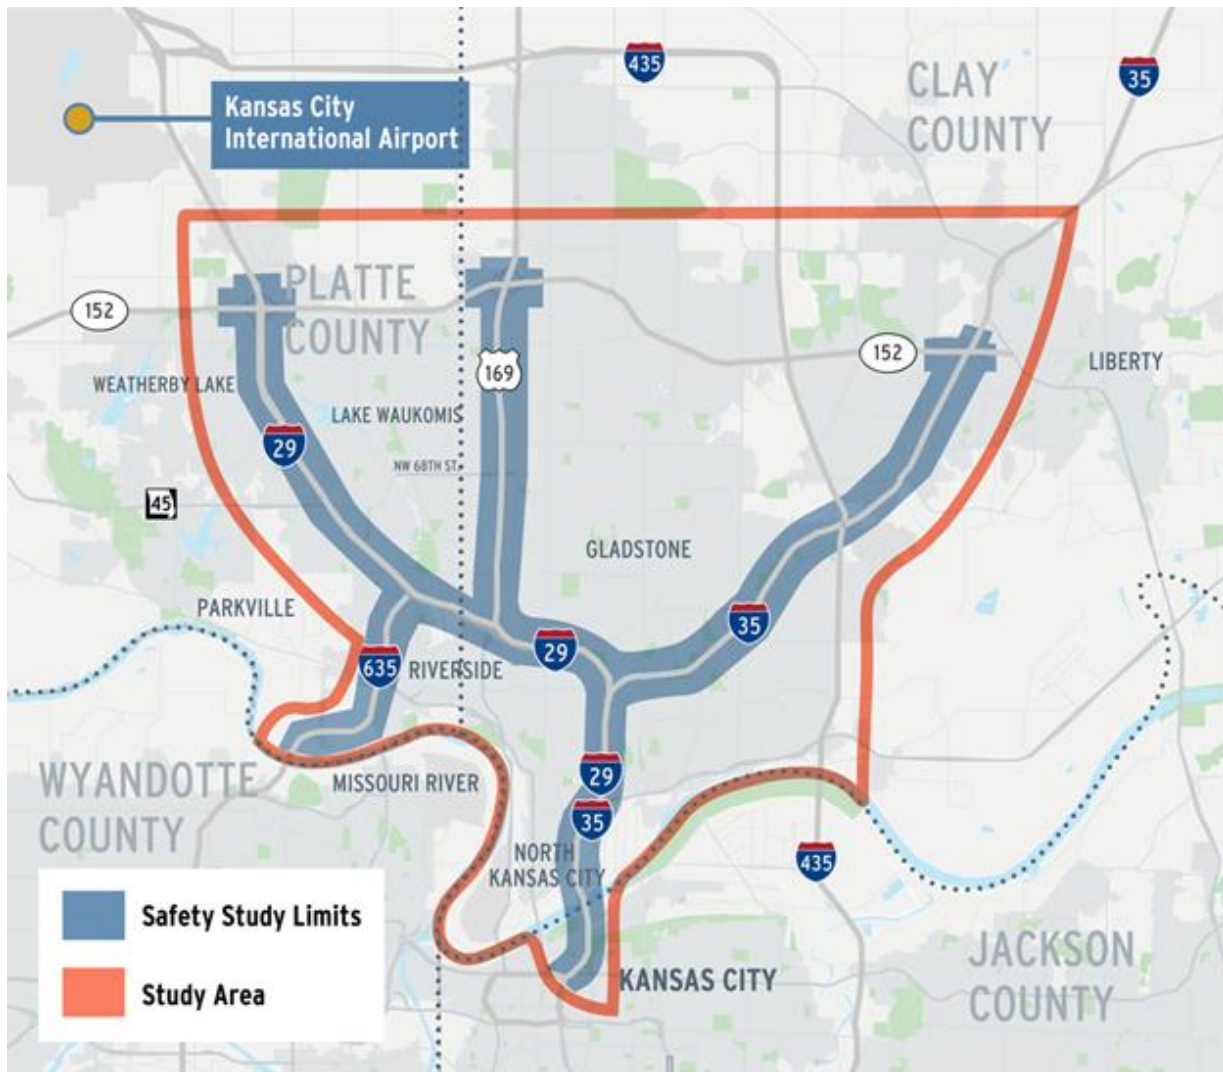 435
CLAY
COUNTY
35
Kansas City
International Airport
PLATTE
COUNTY
152
169
152
LIBERTY
WEATHERBY LAKE
LAKE WAUKOMIS
29
NW 68TH ST.
45
GLADSTONE
PARKVILLE
35
29
635
RIVERSIDE
WYANDOTTE
COUNTY
MISSOURI RIVER
29
35
NORTH
KANSAS CITY
435
Safety Study Limits
Study Area
KANSAS CITY
JACKSON
COUNTY